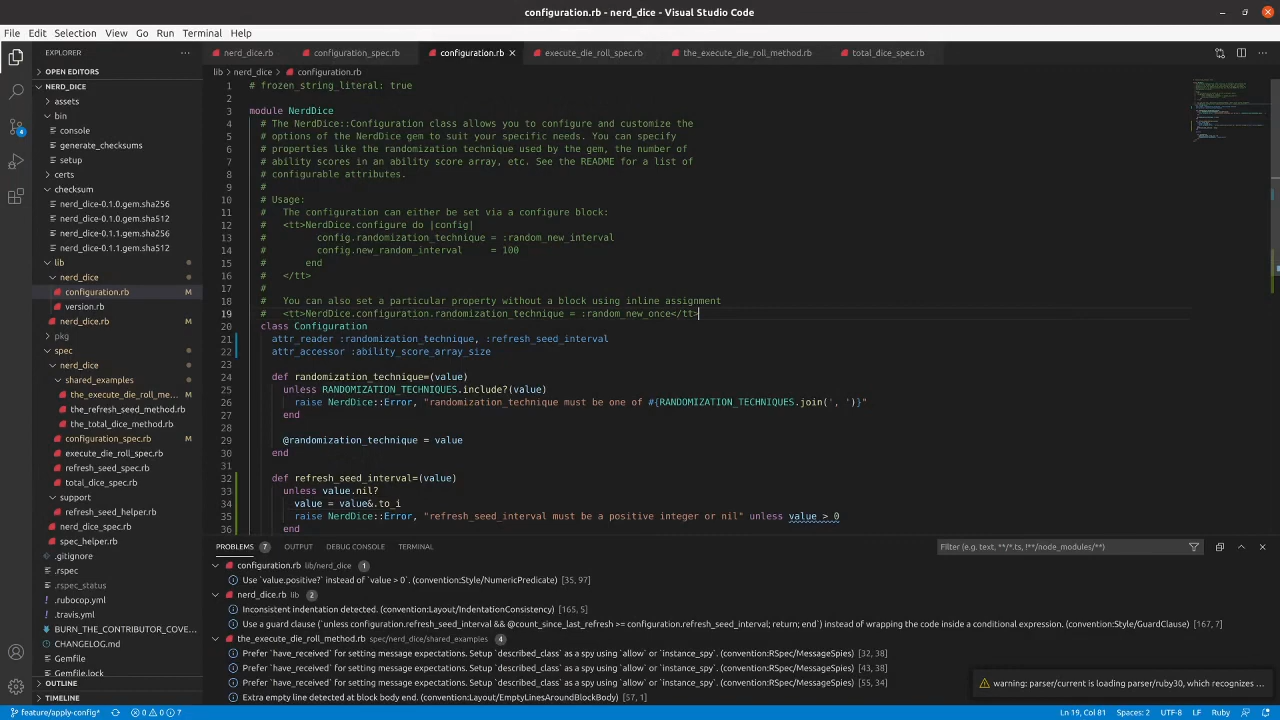 configuration.rb - nerd_dice - Visual Studio Code
File Edit Selection View Go Run Terminal Help
EXPLORER
nerd_dice.rb configuration_spec.rb configuration.rb execute_die_roll_spec.rb the_execute_die_roll_method.rb total_dice_spec.rb
OPEN EDITORS
NERD_DICE
assets
bin
console
generate_checksums
setup
certs
checksum
nerd_dice-0.1.0.gem.sha256
nerd_dice-0.1.0.gem.sha512
nerd_dice-0.1.1.gem.sha256
nerd_dice-0.1.1.gem.sha512
lib
nerd_dice
configuration.rb M
version.rb
nerd_dice.rb M
pkg
spec
nerd_dice
shared_examples
the_execute_die_roll_me... M
the_refresh_seed_method.rb
the_total_dice_method.rb
configuration_spec.rb M
execute_die_roll_spec.rb
refresh_seed_spec.rb
total_dice_spec.rb
support
refresh_seed_helper.rb
nerd_dice_spec.rb
spec_helper.rb
.gitignore
.rspec
.rspec_status
.rubocop.yml
.travis.yml
BURN_THE_CONTRIBUTOR_COVE...
CHANGELOG.md
Gemfile
Gemfile.lock
OUTLINE
TIMELINE
4
lib nerd_dice configuration.rb
1 # frozen_string_literal: true
2
3 module NerdDice
4 # The NerdDice::Configuration class allows you to configure and customize the
5 # options of the NerdDice gem to suit your specific needs. You can specify
6 # properties like the randomization technique used by the gem, the number of
7 # ability scores in an ability score array, etc. See the README for a list of
8 # configurable attributes.
9 #
10 # Usage:
11 #   The configuration can either be set via a configure block:
12 #   <tt>NerdDice.configure do |config|
13 #         config.randomization_technique = :random_new_interval
14 #         config.new_random_interval     = 100
15 #       end
16 #   </tt>
17 #
18 #   You can also set a particular property without a block using inline assignment
19 #   <tt>NerdDice.configuration.randomization_technique = :random_new_once</tt>
20 class Configuration
21 attr_reader :randomization_technique, :refresh_seed_interval
22 attr_accessor :ability_score_array_size
23
24 def randomization_technique=(value)
25 unless RANDOMIZATION_TECHNIQUES.include?(value)
26 raise NerdDice::Error, "randomization_technique must be one of #{RANDOMIZATION_TECHNIQUES.join(', ')}"
27 end
28
29 @randomization_technique = value
30 end
31
32 def refresh_seed_interval=(value)
33 unless value.nil?
34 value = value&.to_i
35 raise NerdDice::Error, "refresh_seed_interval must be a positive integer or nil" unless value > 0
36 end
PROBLEMS 7 OUTPUT DEBUG CONSOLE TERMINAL Filter (e.g. text, **/*.ts, !**/node_modules/**)
configuration.rb lib/nerd_dice 1
Use `value.positive?` instead of `value > 0`. (convention:Style/NumericPredicate) [35, 97]
nerd_dice.rb lib 2
Inconsistent indentation detected. (convention:Layout/IndentationConsistency) [165, 5]
Use a guard clause (`unless configuration.refresh_seed_interval && @count_since_last_refresh >= configuration.refresh_seed_interval; return; end`) instead of wrapping the code inside a conditional expression. (convention:Style/GuardClause) [167, 7]
the_execute_die_roll_method.rb spec/nerd_dice/shared_examples 4
Prefer `have_received` for setting message expectations. Setup `described_class` as a spy using `allow` or `instance_spy`. (convention:RSpec/MessageSpies) [32, 38]
Prefer `have_received` for setting message expectations. Setup `described_class` as a spy using `allow` or `instance_spy`. (convention:RSpec/MessageSpies) [43, 38]
Prefer `have_received` for setting message expectations. Setup `described_class` as a spy using `allow` or `instance_spy`. (convention:RSpec/MessageSpies) [55, 34]
Extra empty line detected at block body end. (convention:Layout/EmptyLinesAroundBlockBody) [57, 1]
warning: parser/current is loading parser/ruby30, which recognizes ...
feature/apply-config* 0 0 7 Ln 19, Col 81 Spaces: 2 UTF-8 LF Ruby